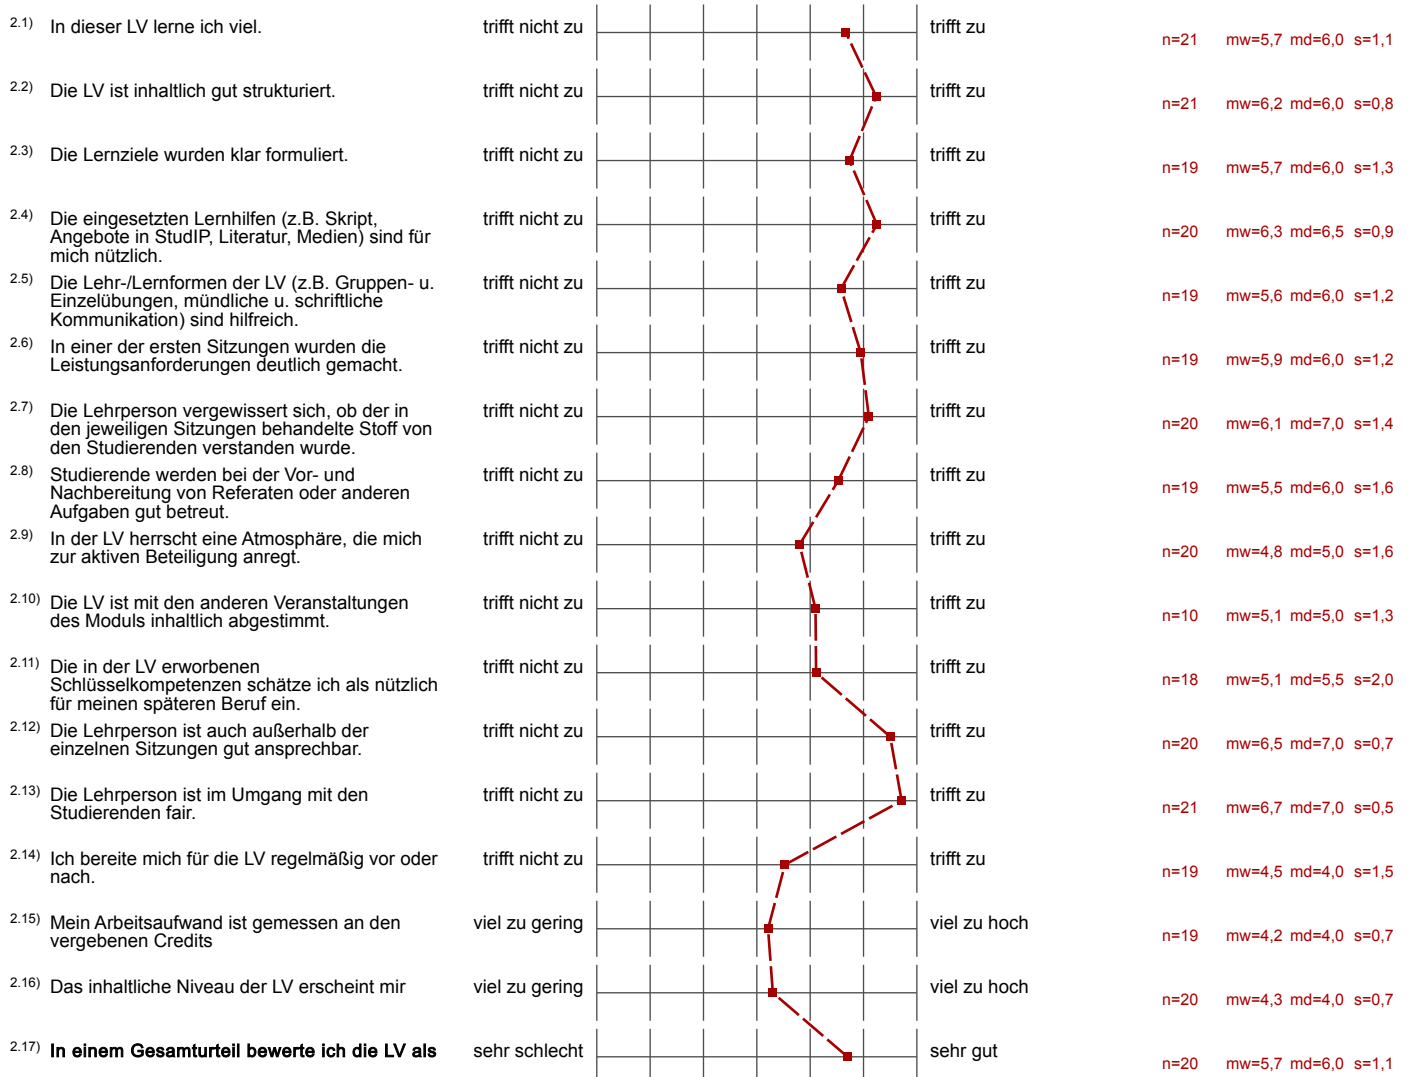 2.1) In dieser LV lerne ich viel. trifft nicht zu trifft zu n=21 mw=5,7 md=6,0 s=1,1
2.2) Die LV ist inhaltlich gut strukturiert. trifft nicht zu trifft zu n=21 mw=6,2 md=6,0 s=0,8
2.3) Die Lernziele wurden klar formuliert. trifft nicht zu trifft zu n=19 mw=5,7 md=6,0 s=1,3
2.4) Die eingesetzten Lernhilfen (z.B. Skript, trifft nicht zu trifft zu
Angebote in StudIP, Literatur, Medien) sind für n=20 mw=6,3 md=6,5 s=0,9
mich nützlich.
2.5) Die Lehr-/Lernformen der LV (z.B. Gruppen- u. trifft nicht zu trifft zu
Einzelübungen, mündliche u. schriftliche n=19 mw=5,6 md=6,0 s=1,2
Kommunikation) sind hilfreich.
2.6) In einer der ersten Sitzungen wurden die trifft nicht zu trifft zu
Leistungsanforderungen deutlich gemacht. n=19 mw=5,9 md=6,0 s=1,2
2.7) Die Lehrperson vergewissert sich, ob der in trifft nicht zu trifft zu
den jeweiligen Sitzungen behandelte Stoff von n=20 mw=6,1 md=7,0 s=1,4
den Studierenden verstanden wurde.
2.8) Studierende werden bei der Vor- und trifft nicht zu trifft zu
Nachbereitung von Referaten oder anderen n=19 mw=5,5 md=6,0 s=1,6
Aufgaben gut betreut.
2.9) In der LV herrscht eine Atmosphäre, die mich trifft nicht zu trifft zu
zur aktiven Beteiligung anregt. n=20 mw=4,8 md=5,0 s=1,6
2.10) Die LV ist mit den anderen Veranstaltungen trifft nicht zu trifft zu
des Moduls inhaltlich abgestimmt. n=10 mw=5,1 md=5,0 s=1,3
2.11) Die in der LV erworbenen trifft nicht zu trifft zu
Schlüsselkompetenzen schätze ich als nützlich n=18 mw=5,1 md=5,5 s=2,0
für meinen späteren Beruf ein.
2.12) Die Lehrperson ist auch außerhalb der trifft nicht zu trifft zu
einzelnen Sitzungen gut ansprechbar. n=20 mw=6,5 md=7,0 s=0,7
2.13) Die Lehrperson ist im Umgang mit den trifft nicht zu trifft zu
Studierenden fair. n=21 mw=6,7 md=7,0 s=0,5
2.14) Ich bereite mich für die LV regelmäßig vor oder trifft nicht zu trifft zu
nach. n=19 mw=4,5 md=4,0 s=1,5
2.15) Mein Arbeitsaufwand ist gemessen an den viel zu gering viel zu hoch
vergebenen Credits n=19 mw=4,2 md=4,0 s=0,7
2.16) Das inhaltliche Niveau der LV erscheint mir viel zu gering viel zu hoch n=20 mw=4,3 md=4,0 s=0,7
2.17) In einem Gesamturteil bewerte ich die LV als sehr schlecht sehr gut n=20 mw=5,7 md=6,0 s=1,1